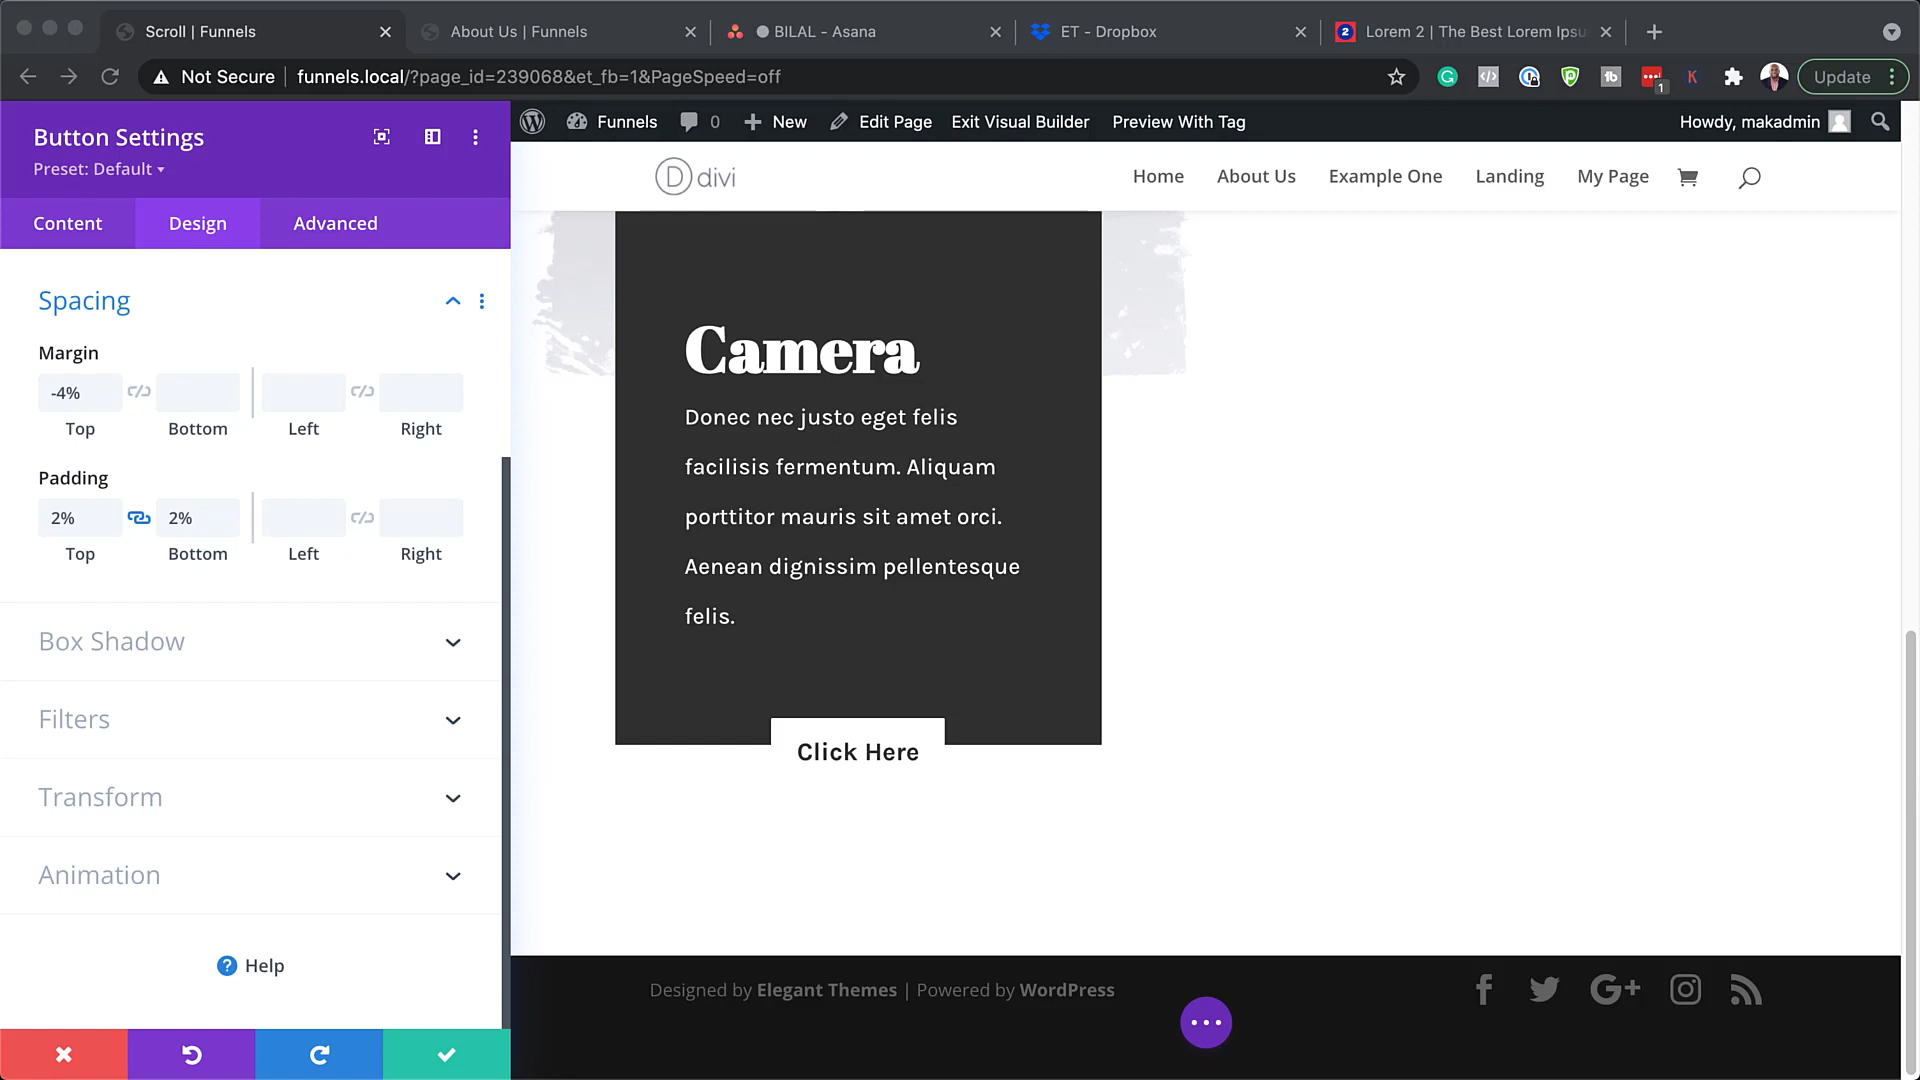 Scroll | Funnels
About Us | Funnels
BILAL - Asana
ET - Dropbox
2
Lorem 2 | The Best Lorem Ipsu
Not Secure
funnels.local/?page_id=239068&et_fb=1&PageSpeed=off
1
Update
Button Settings
Preset: Default
Content
Design
Advanced
Spacing
Margin
-4%
Top
Bottom
Left
Right
Padding
2%
2%
Top
Bottom
Left
Right
Box Shadow
Filters
Transform
Animation
? Help
Funnels
0
New
Edit Page
Exit Visual Builder
Preview With Tag
Howdy, makadmin
D divi
Home
About Us
Example One
Landing
My Page
Camera
Donec nec justo eget felis
facilisis fermentum. Aliquam
porttitor mauris sit amet orci.
Aenean dignissim pellentesque
felis.
Click Here
Designed by Elegant Themes | Powered by WordPress